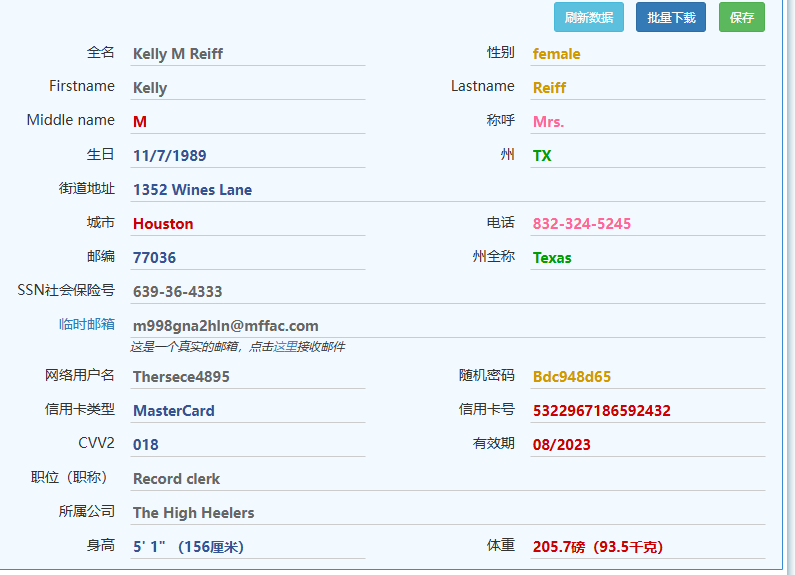 刷新数据 批量下载 保存
全名 Kelly M Reiff 性别 female
Firstname Kelly Lastname Reiff
Middle name M 称呼 Mrs.
生日 11/7/1989 州 TX
街道地址 1352 Wines Lane
城市 Houston 电话 832-324-5245
邮编 77036 州全称 Texas
SSN社会保险号 639-36-4333
临时邮箱 m998gna2hln@mffac.com
这是一个真实的邮箱，点击这里接收邮件
网络用户名 Thersece4895 随机密码 Bdc948d65
信用卡类型 MasterCard 信用卡号 5322967186592432
CVV2 018 有效期 08/2023
职位（职称） Record clerk
所属公司 The High Heelers
身高 5' 1" （156厘米） 体重 205.7磅（93.5千克）